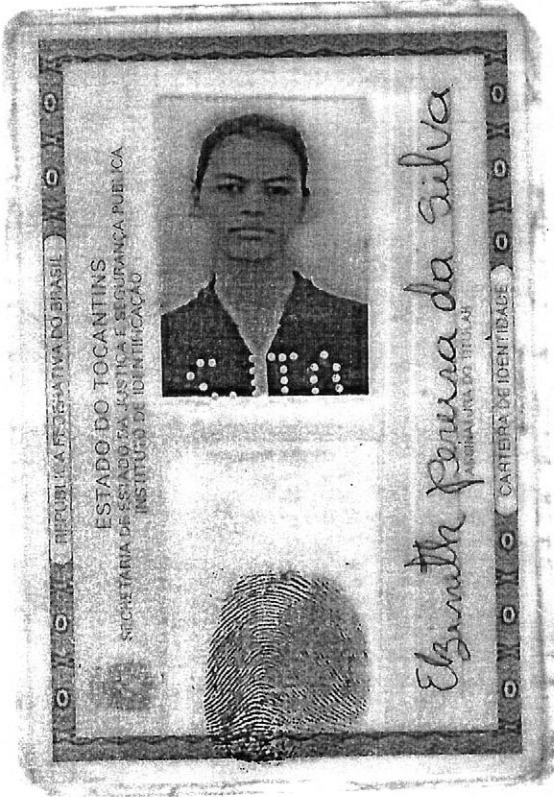 REPÚBLICA FEDERATIVA DO BRASIL
ESTADO DO TOCANTINS
SECRETARIA DE ESTADO DA JUSTIÇA E SEGURANÇA PÚBLICA
INSTITUTO DE IDENTIFICAÇÃO
Pereira da Silva
ASSINATURA DO TITULAR
CARTEIRA DE IDENTIDADE